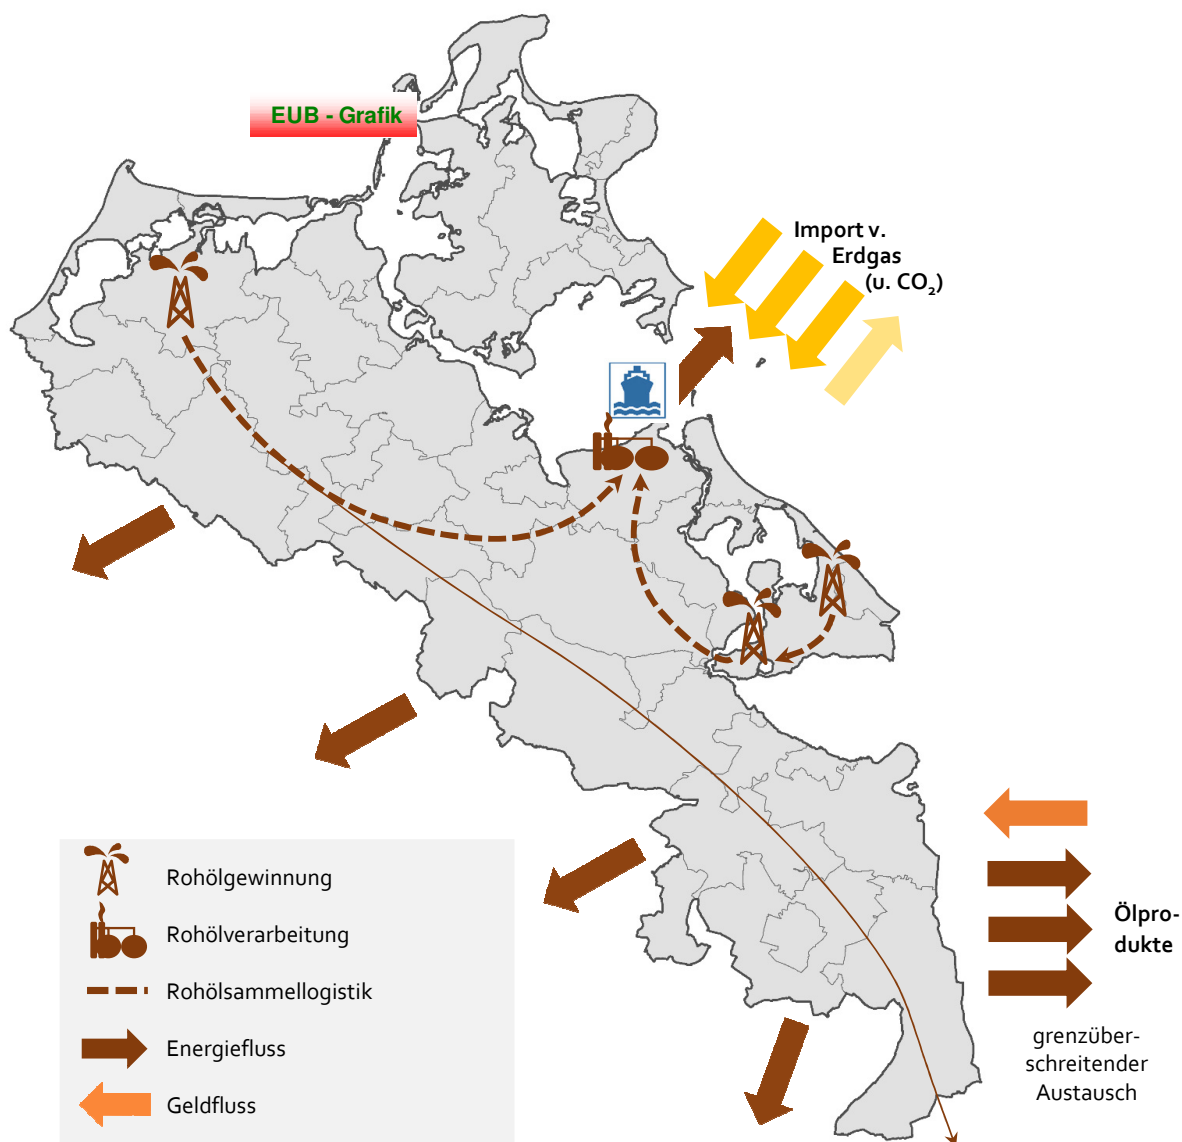 EUB - Grafik
Import v.
Erdgas
(u. CO₂)
Rohölgewinnung
Rohölverarbeitung
Rohölsammellogistik
Energiefluss
Geldfluss
Ölpro-
dukte
grenzüber-
schreitender
Austausch